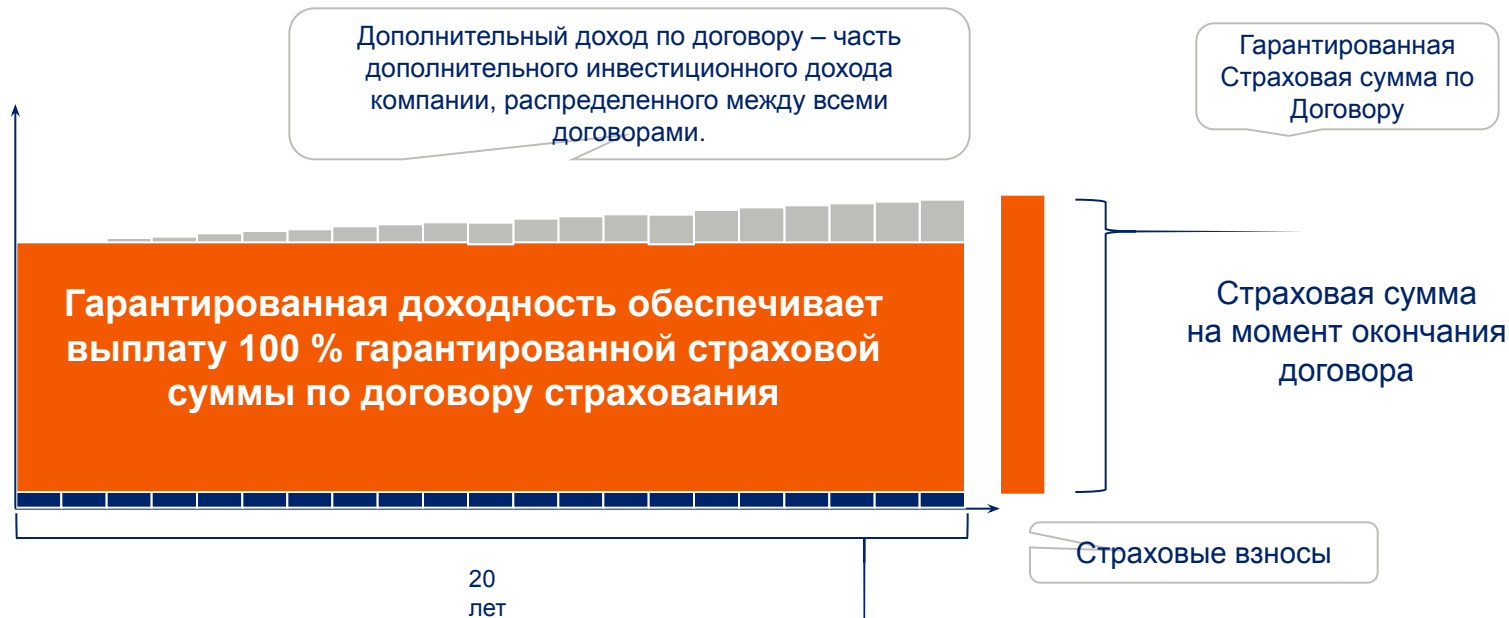 Дополнительный доход по договору – часть
дополнительного инвестиционного дохода
компании, распределенного между всеми
договорами.
Гарантированная
Страховая сумма по
Договору
Гарантированная доходность обеспечивает
выплату 100 % гарантированной страховой
суммы по договору страхования
Страховая сумма
на момент окончания
договора
Страховые взносы
20
лет